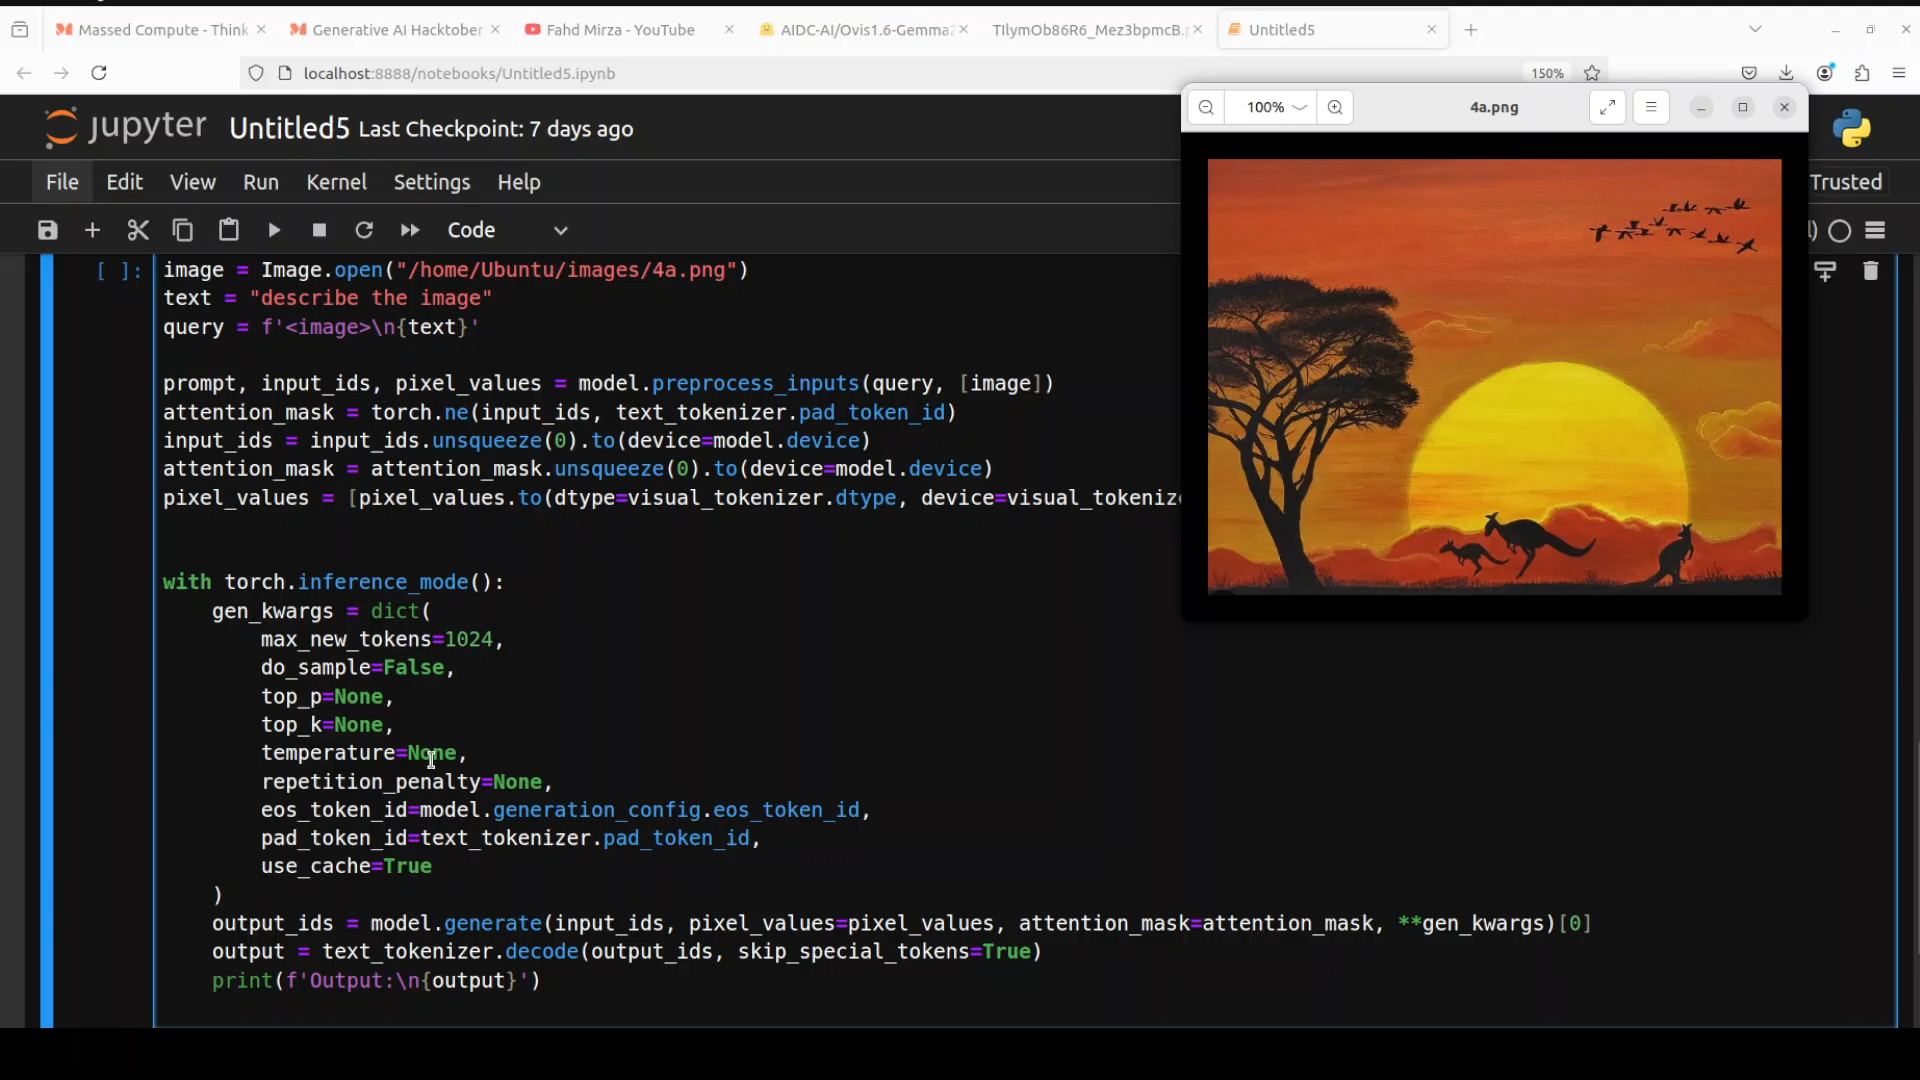 Massed Compute - Think
Generative AI Hacktober
Fahd Mirza - YouTube
AIDC-AI/Ovis1.6-Gemma2
TIlymOb86R6_Mez3bpmcB.p
Untitled5
localhost:8888/notebooks/Untitled5.ipynb
150%
jupyter
Untitled5 Last Checkpoint: 7 days ago
100%
4a.png
File
Edit
View
Run
Kernel
Settings
Help
Trusted
Code
[ ]:
image = Image.open("/home/Ubuntu/images/4a.png")
text = "describe the image"
query = f'<image>\n{text}'
prompt, input_ids, pixel_values = model.preprocess_inputs(query, [image])
attention_mask = torch.ne(input_ids, text_tokenizer.pad_token_id)
input_ids = input_ids.unsqueeze(0).to(device=model.device)
attention_mask = attention_mask.unsqueeze(0).to(device=model.device)
pixel_values = [pixel_values.to(dtype=visual_tokenizer.dtype, device=visual_tokenize
with torch.inference_mode():
    gen_kwargs = dict(
        max_new_tokens=1024,
        do_sample=False,
        top_p=None,
        top_k=None,
        temperature=None,
        repetition_penalty=None,
        eos_token_id=model.generation_config.eos_token_id,
        pad_token_id=text_tokenizer.pad_token_id,
        use_cache=True
    )
    output_ids = model.generate(input_ids, pixel_values=pixel_values, attention_mask=attention_mask, **gen_kwargs)[0]
    output = text_tokenizer.decode(output_ids, skip_special_tokens=True)
    print(f'Output:\n{output}')